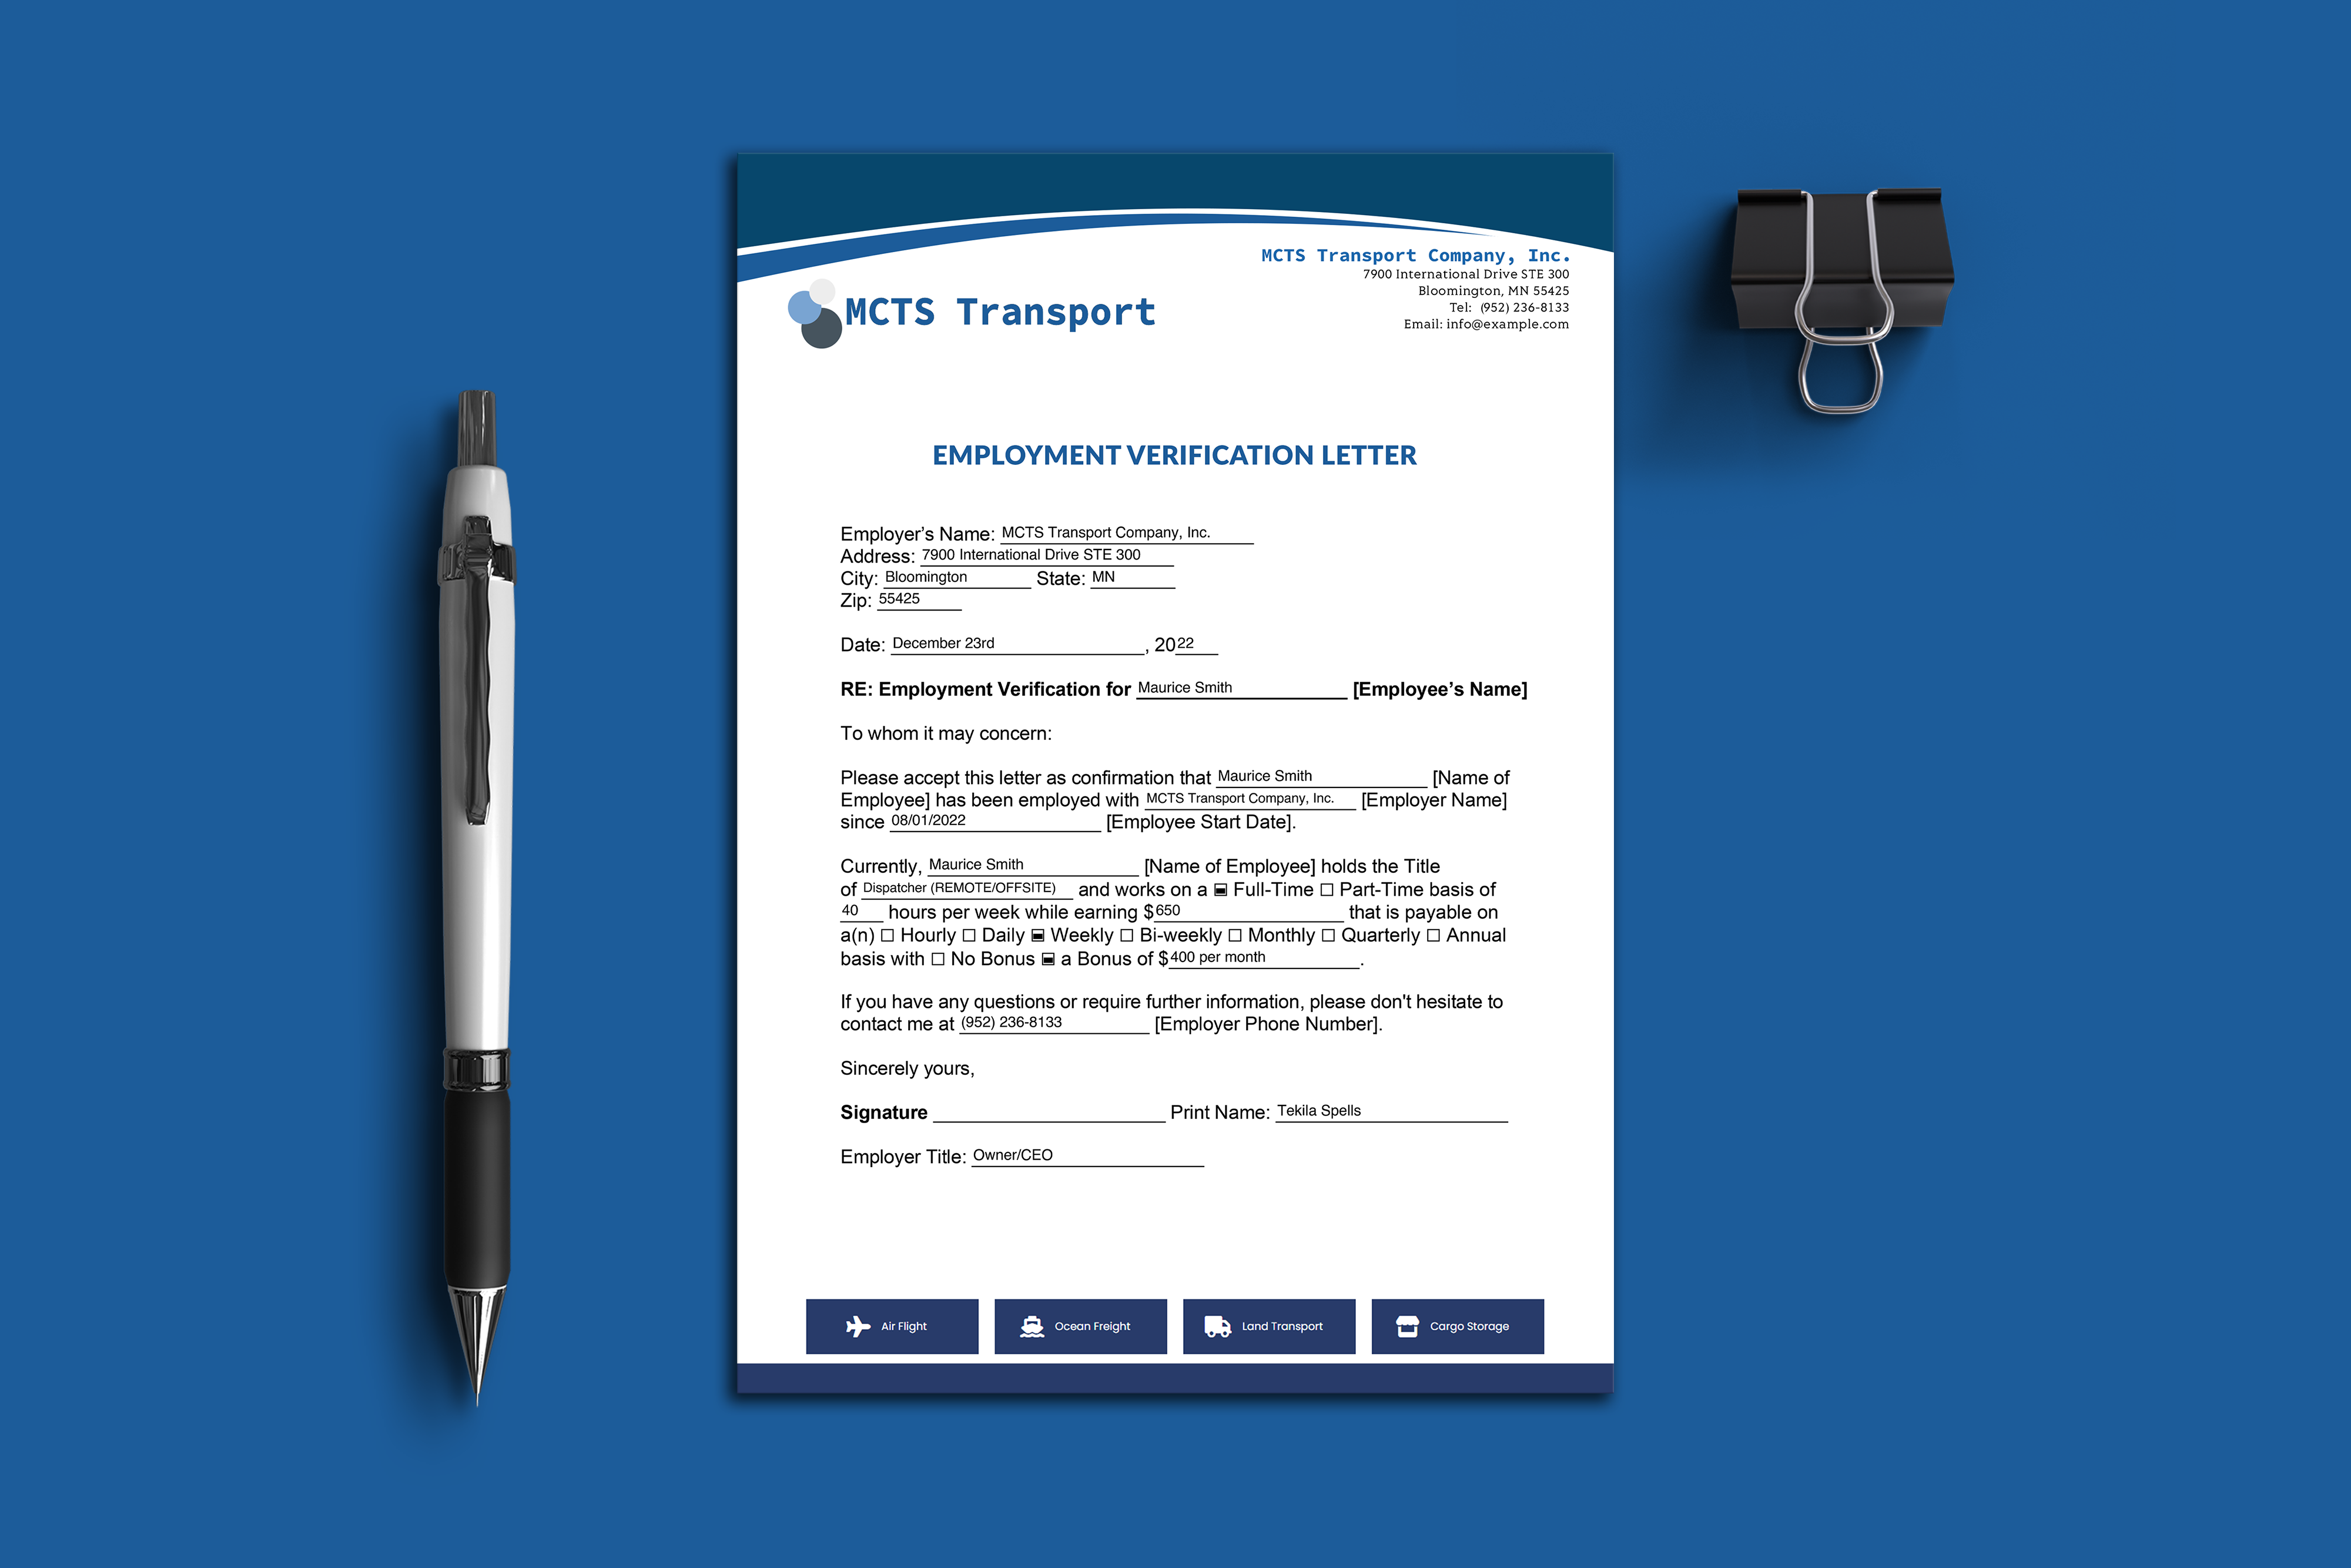 MCTS Transport Company, Inc.
7900 International Drive STE 300
Bloomington, MN 55425
Tel: (952) 236-8133
Email: info@example.com
MCTS Transport
EMPLOYMENT VERIFICATION LETTER
Employer’s Name: MCTS Transport Company, Inc.
Address: 7900 International Drive STE 300
City: Bloomington State: MN
Zip: 55425
Date: December 23rd, 2022
RE: Employment Verification for Maurice Smith [Employee’s Name]
To whom it may concern:
Please accept this letter as confirmation that Maurice Smith [Name of
Employee] has been employed with MCTS Transport Company, Inc. [Employer Name]
since 08/01/2022 [Employee Start Date].
Currently, Maurice Smith [Name of Employee] holds the Title
of Dispatcher (REMOTE/OFFSITE) and works on a Full-Time Part-Time basis of
40 hours per week while earning $650 that is payable on
a(n) Hourly Daily Weekly Bi-weekly Monthly Quarterly Annual
basis with No Bonus a Bonus of $400 per month.
If you have any questions or require further information, please don't hesitate to
contact me at (952) 236-8133 [Employer Phone Number].
Sincerely yours,
Signature Print Name: Tekila Spells
Employer Title: Owner/CEO
Air Flight Ocean Freight Land Transport Cargo Storage